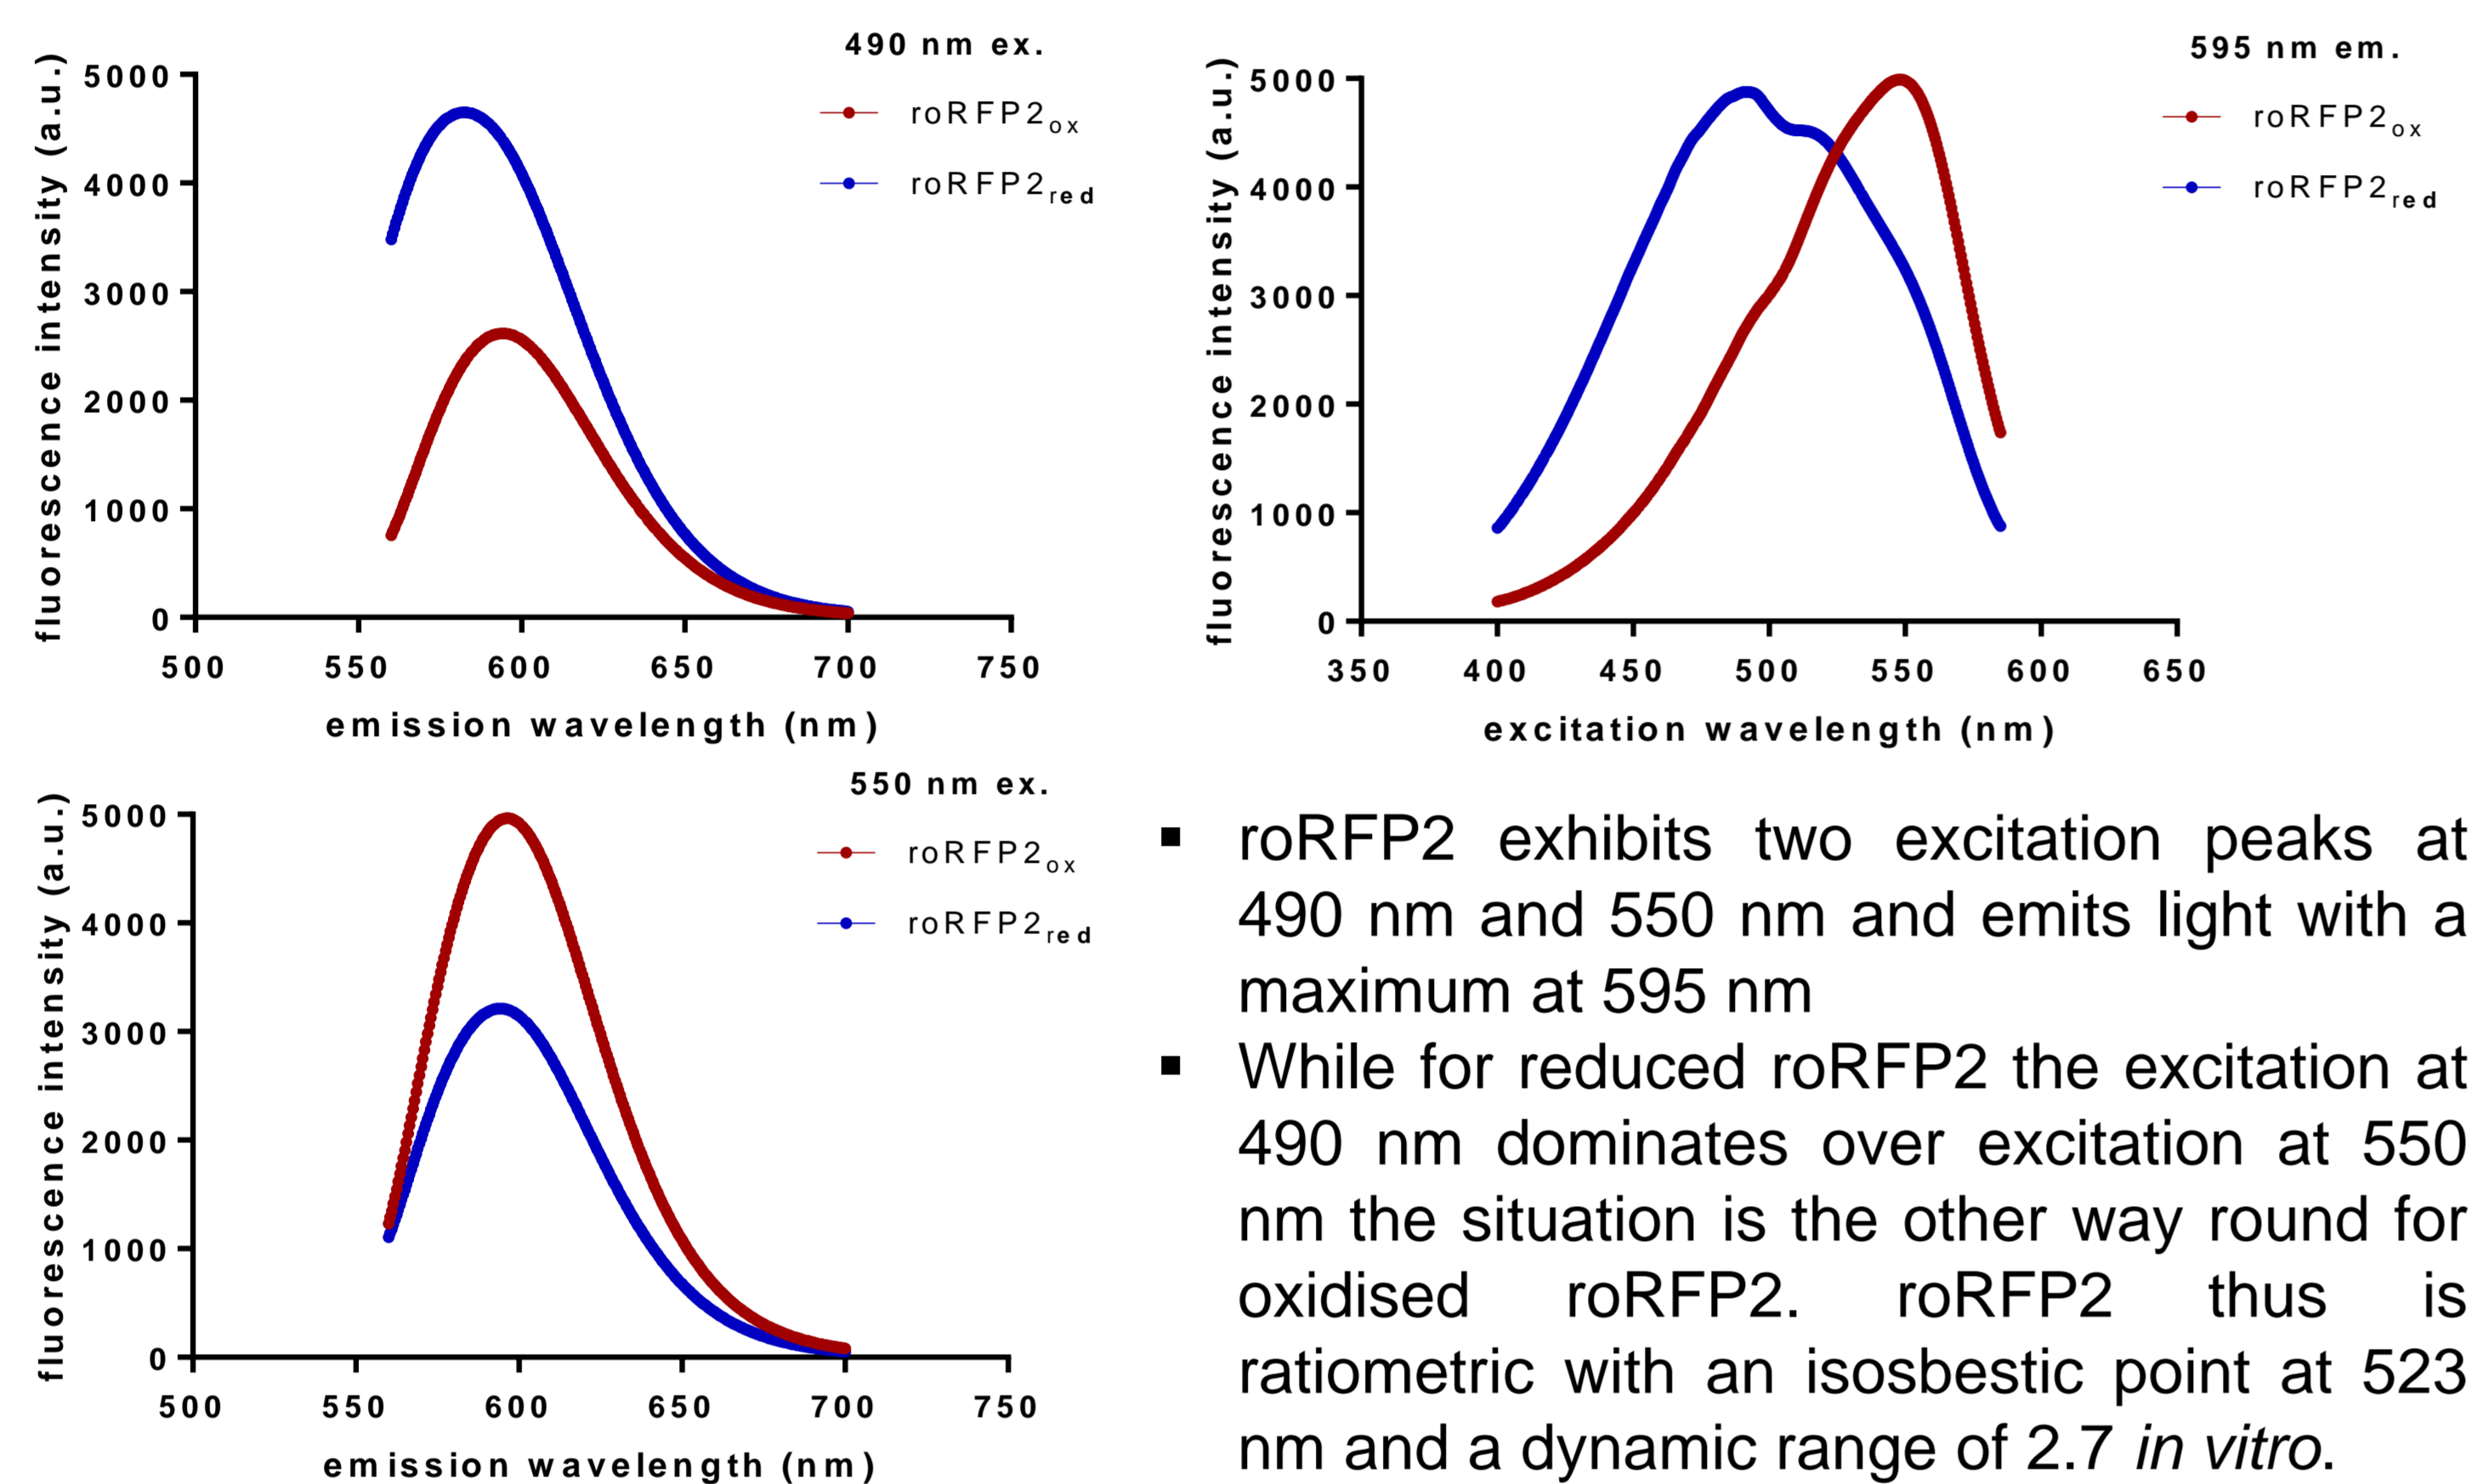 490 nm ex.
roRFP2ox
roRFP2red
fluorescence intensity (a.u.)
5000
4000
3000
2000
1000
0
500 550 600 650 700 750
emission wavelength (nm)
595 nm em.
roRFP2ox
roRFP2red
fluorescence intensity (a.u.)
5000
4000
3000
2000
1000
0
350 400 450 500 550 600 650
excitation wavelength (nm)
550 nm ex.
roRFP2ox
roRFP2red
fluorescence intensity (a.u.)
5000
4000
3000
2000
1000
0
500 550 600 650 700 750
emission wavelength (nm)
▪ roRFP2 exhibits two excitation peaks at
490 nm and 550 nm and emits light with a
maximum at 595 nm
▪ While for reduced roRFP2 the excitation at
490 nm dominates over excitation at 550
nm the situation is the other way round for
oxidised roRFP2. roRFP2 thus is
ratiometric with an isosbestic point at 523
nm and a dynamic range of 2.7 in vitro.